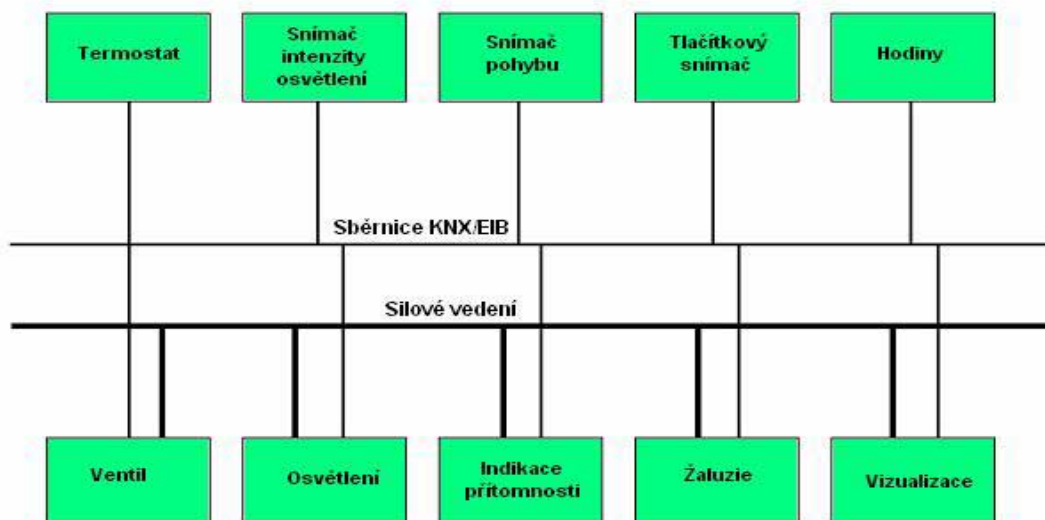 Termostat
Snímač
intenzity
osvětlení
Snímač
pohybu
Tlačítkový
snímač
Hodiny
Sběrnice KNX/EIB
Silové vedení
Ventil
Osvětlení
Indikace
přítomnosti
Žaluzie
Vizualizace